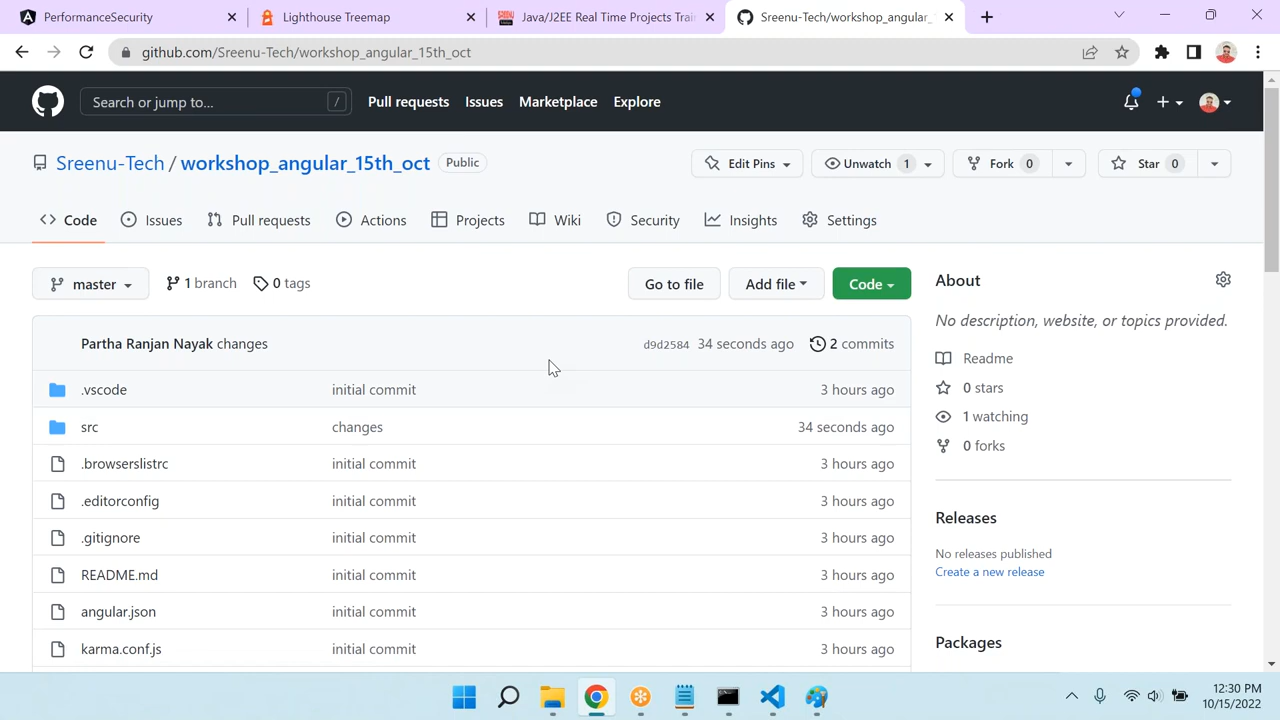 PerformanceSecurity
Lighthouse Treemap
Java/J2EE Real Time Projects Trai
Sreenu-Tech/workshop_angular_
github.com/Sreenu-Tech/workshop_angular_15th_oct
Search or jump to...
/
Pull requests
Issues
Marketplace
Explore
Sreenu-Tech / workshop_angular_15th_oct
Public
Edit Pins
Unwatch 1
Fork 0
Star 0
Code
Issues
Pull requests
Actions
Projects
Wiki
Security
Insights
Settings
master
1 branch
0 tags
Go to file
Add file
Code
About
No description, website, or topics provided.
Partha Ranjan Nayak changes
d9d2584 34 seconds ago
2 commits
Readme
.vscode initial commit 3 hours ago
0 stars
1 watching
src changes 34 seconds ago
0 forks
.browserslistrc initial commit 3 hours ago
.editorconfig initial commit 3 hours ago
Releases
.gitignore initial commit 3 hours ago
No releases published
Create a new release
README.md initial commit 3 hours ago
angular.json initial commit 3 hours ago
Packages
karma.conf.js initial commit 3 hours ago
12:30 PM
10/15/2022